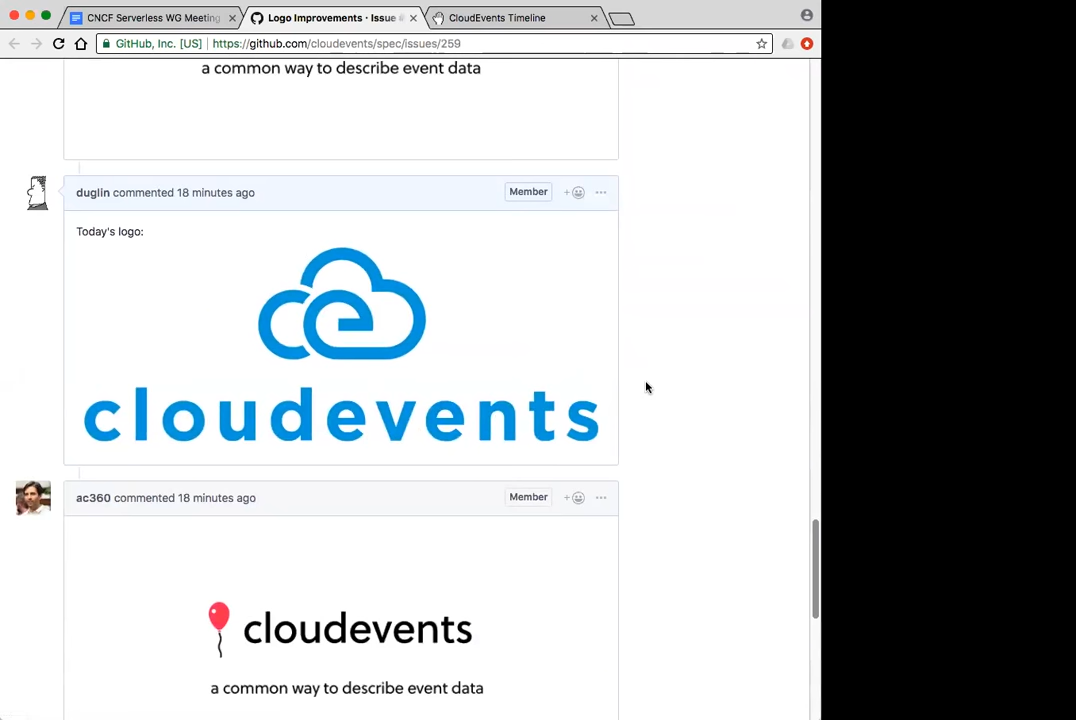 CNCF Serverless WG Meeting
Logo Improvements · Issue
CloudEvents Timeline
GitHub, Inc. [US]
https://github.com/cloudevents/spec/issues/259
a common way to describe event data
duglin commented 18 minutes ago
Member
Today's logo:
cloudevents
ac360 commented 18 minutes ago
Member
cloudevents
a common way to describe event data